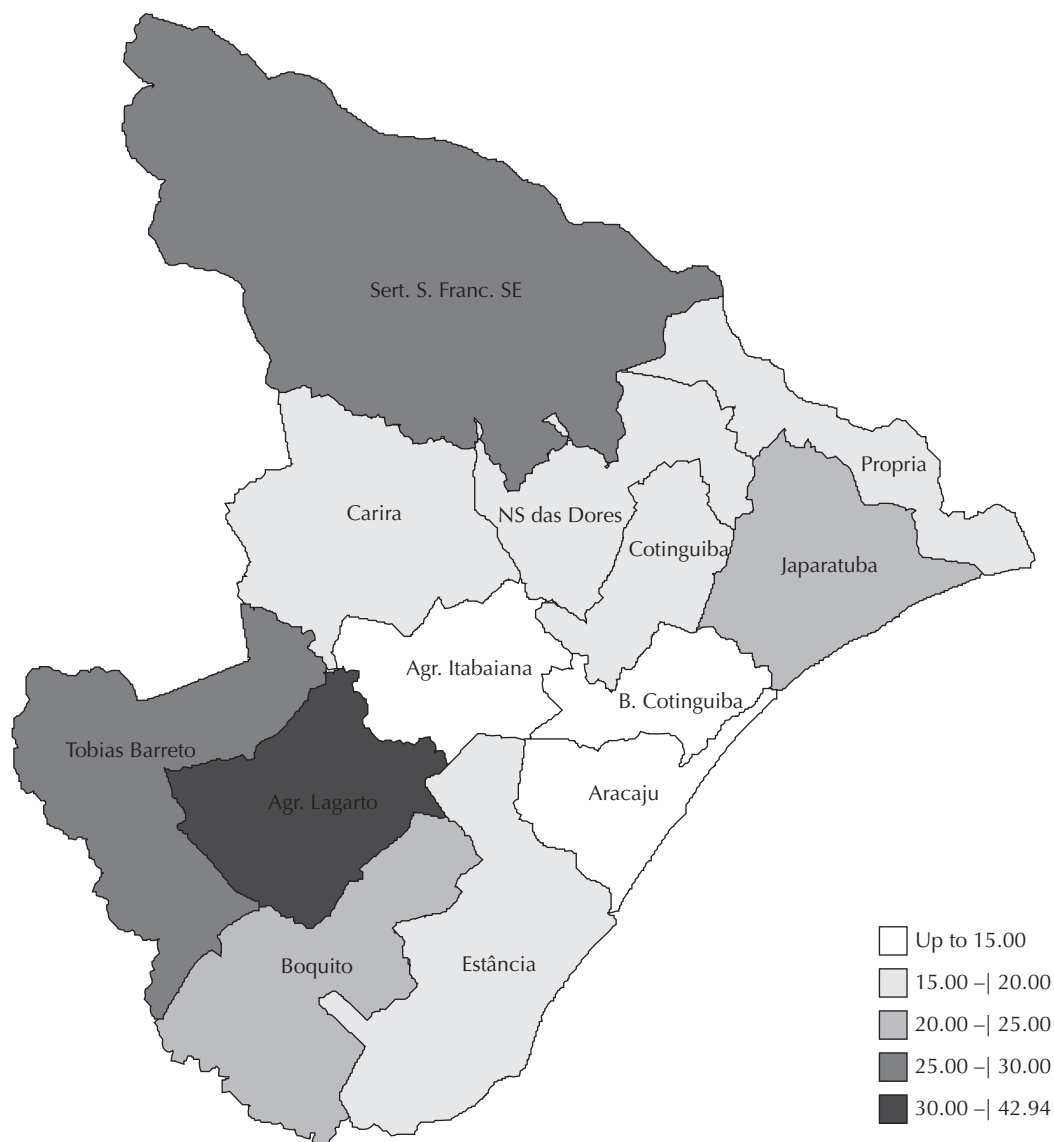 Sert. S. Franc. SE
Propria
Carira
NS das Dores
Cotinguiba
Japaratuba
Agr. Itabaiana
B. Cotinguiba
Tobias Barreto
Agr. Lagarto
Aracaju
Boquito
Estância
Up to 15.00
15.00 –| 20.00
20.00 –| 25.00
25.00 –| 30.00
30.00 –| 42.94